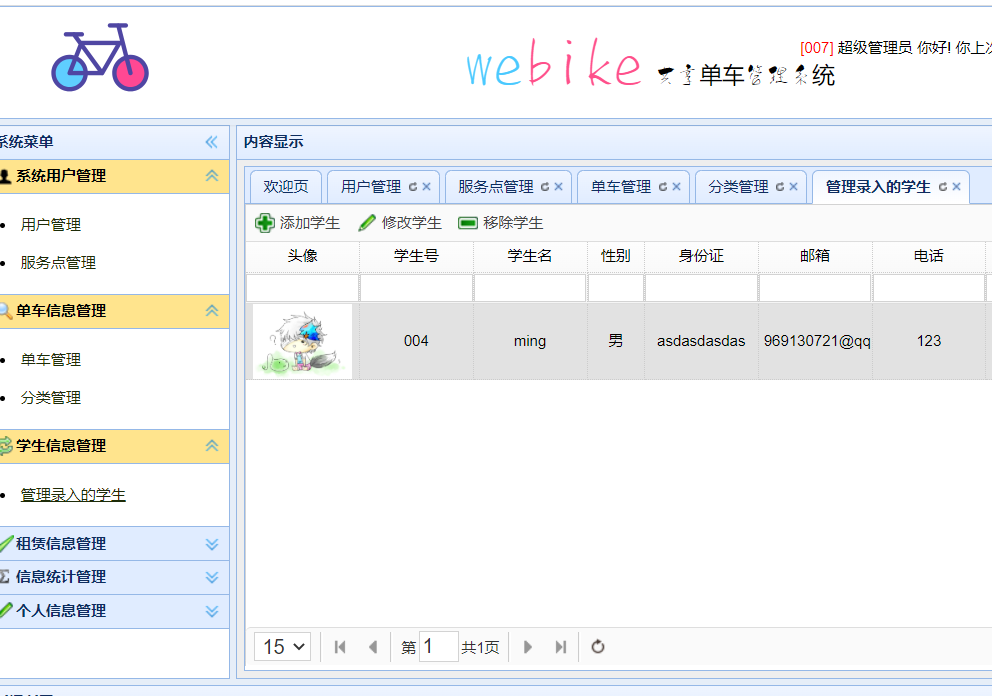 [007] 超级管理员 你好! 你上次
webike 共享单车管理系统
系统菜单
系统用户管理
用户管理
服务点管理
单车信息管理
单车管理
分类管理
学生信息管理
管理录入的学生
租赁信息管理
信息统计管理
个人信息管理
内容显示
欢迎页 用户管理 服务点管理 单车管理 分类管理 管理录入的学生
添加学生 修改学生 移除学生
头像 学生号 学生名 性别 身份证 邮箱 电话
004 ming 男 asdasdasdas 969130721@qq 123
15 第 1 共1页